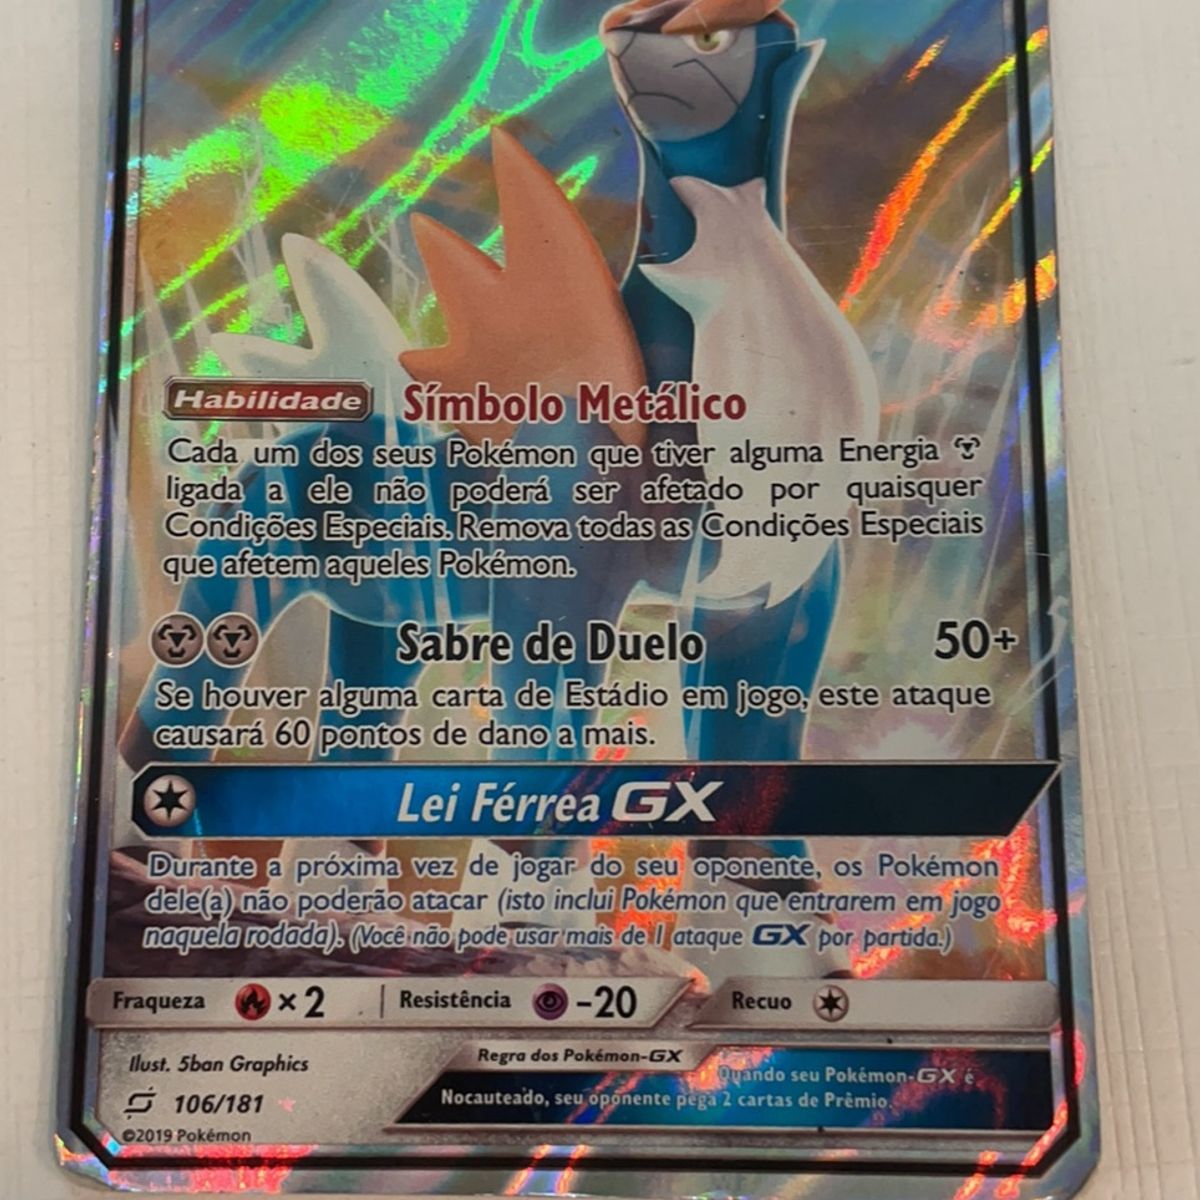 Habilidade Símbolo Metálico
Cada um dos seus Pokémon que tiver alguma Energia
ligada a ele não poderá ser afetado por quaisquer
Condições Especiais. Remova todas as Condições Especiais
que afetem aqueles Pokémon.
Sabre de Duelo 50+
Se houver alguma carta de Estádio em jogo, este ataque
causará 60 pontos de dano a mais.
Lei Férrea GX
Durante a próxima vez de jogar do seu oponente, os Pokémon
dele(a) não poderão atacar (isto inclui Pokémon que entrarem em jogo
naquela rodada). (Você não pode usar mais de 1 ataque GX por partida.)
Fraqueza ×2 Resistência -20 Recuo
Ilust. 5ban Graphics
Regra dos Pokémon-GX
Quando seu Pokémon-GX é
Nocauteado, seu oponente pega 2 cartas de Prêmio.
106/181
©2019 Pokémon